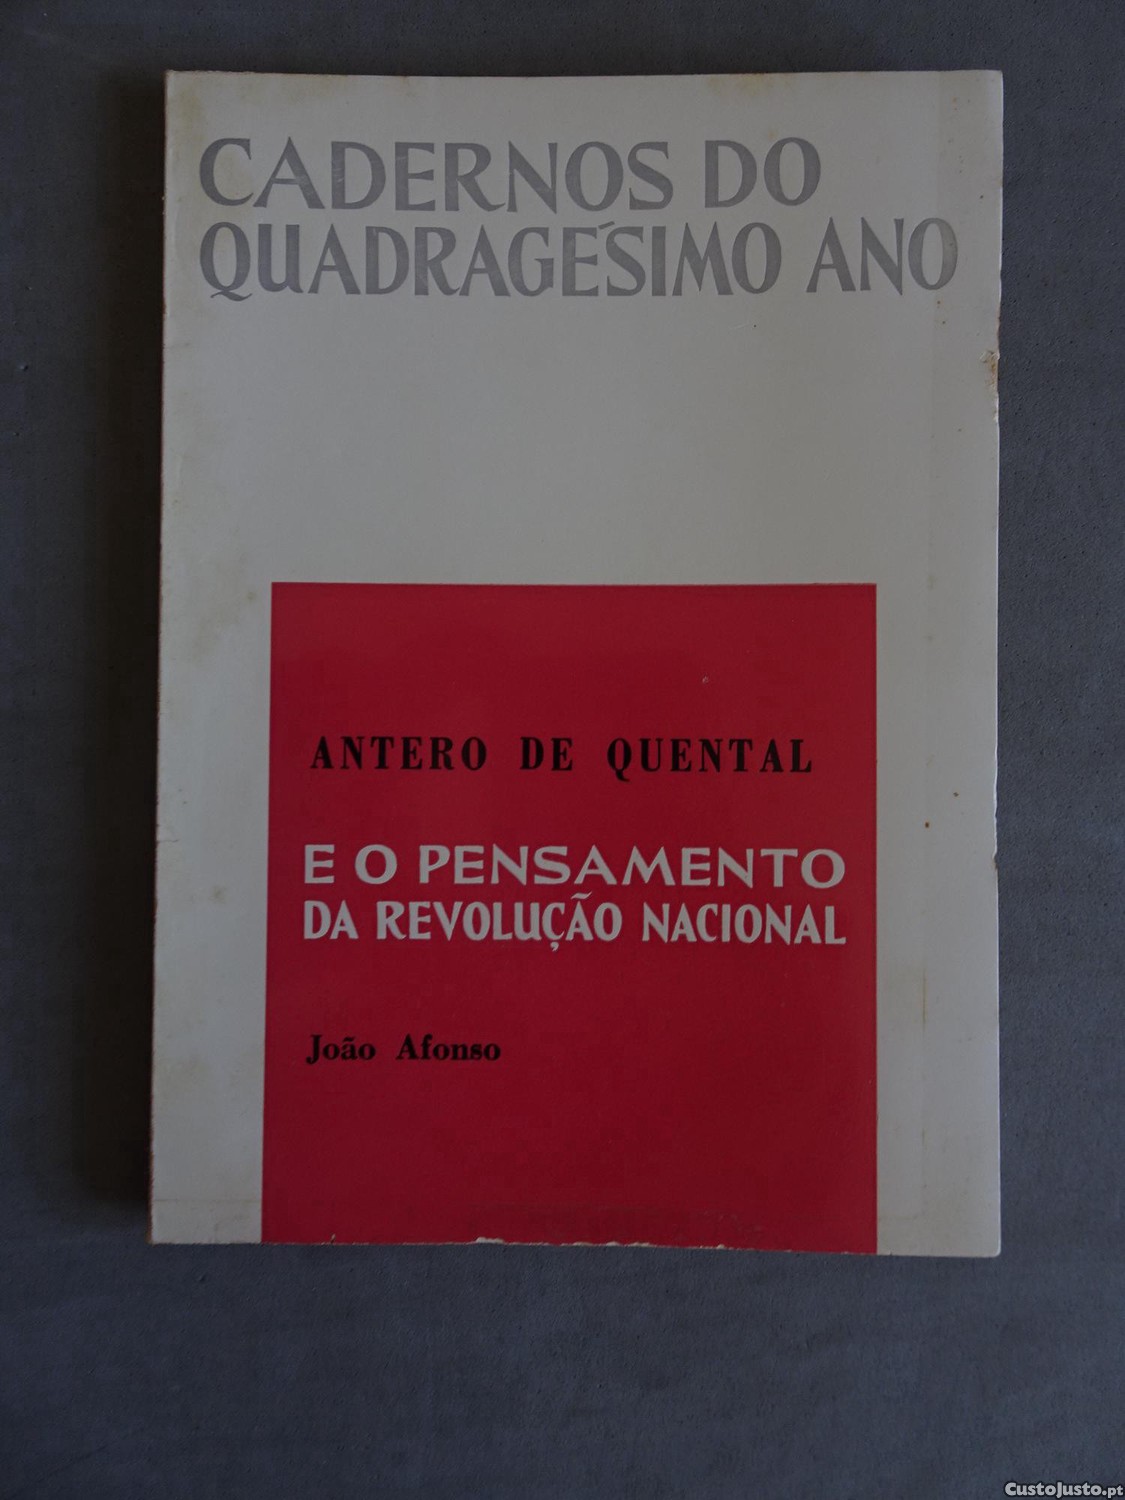 CADERNOS DO
QUADRAGÉSIMO ANO
ANTERO DE QUENTAL
E O PENSAMENTO
DA REVOLUÇÃO NACIONAL
João Afonso
CustoJusto.pt